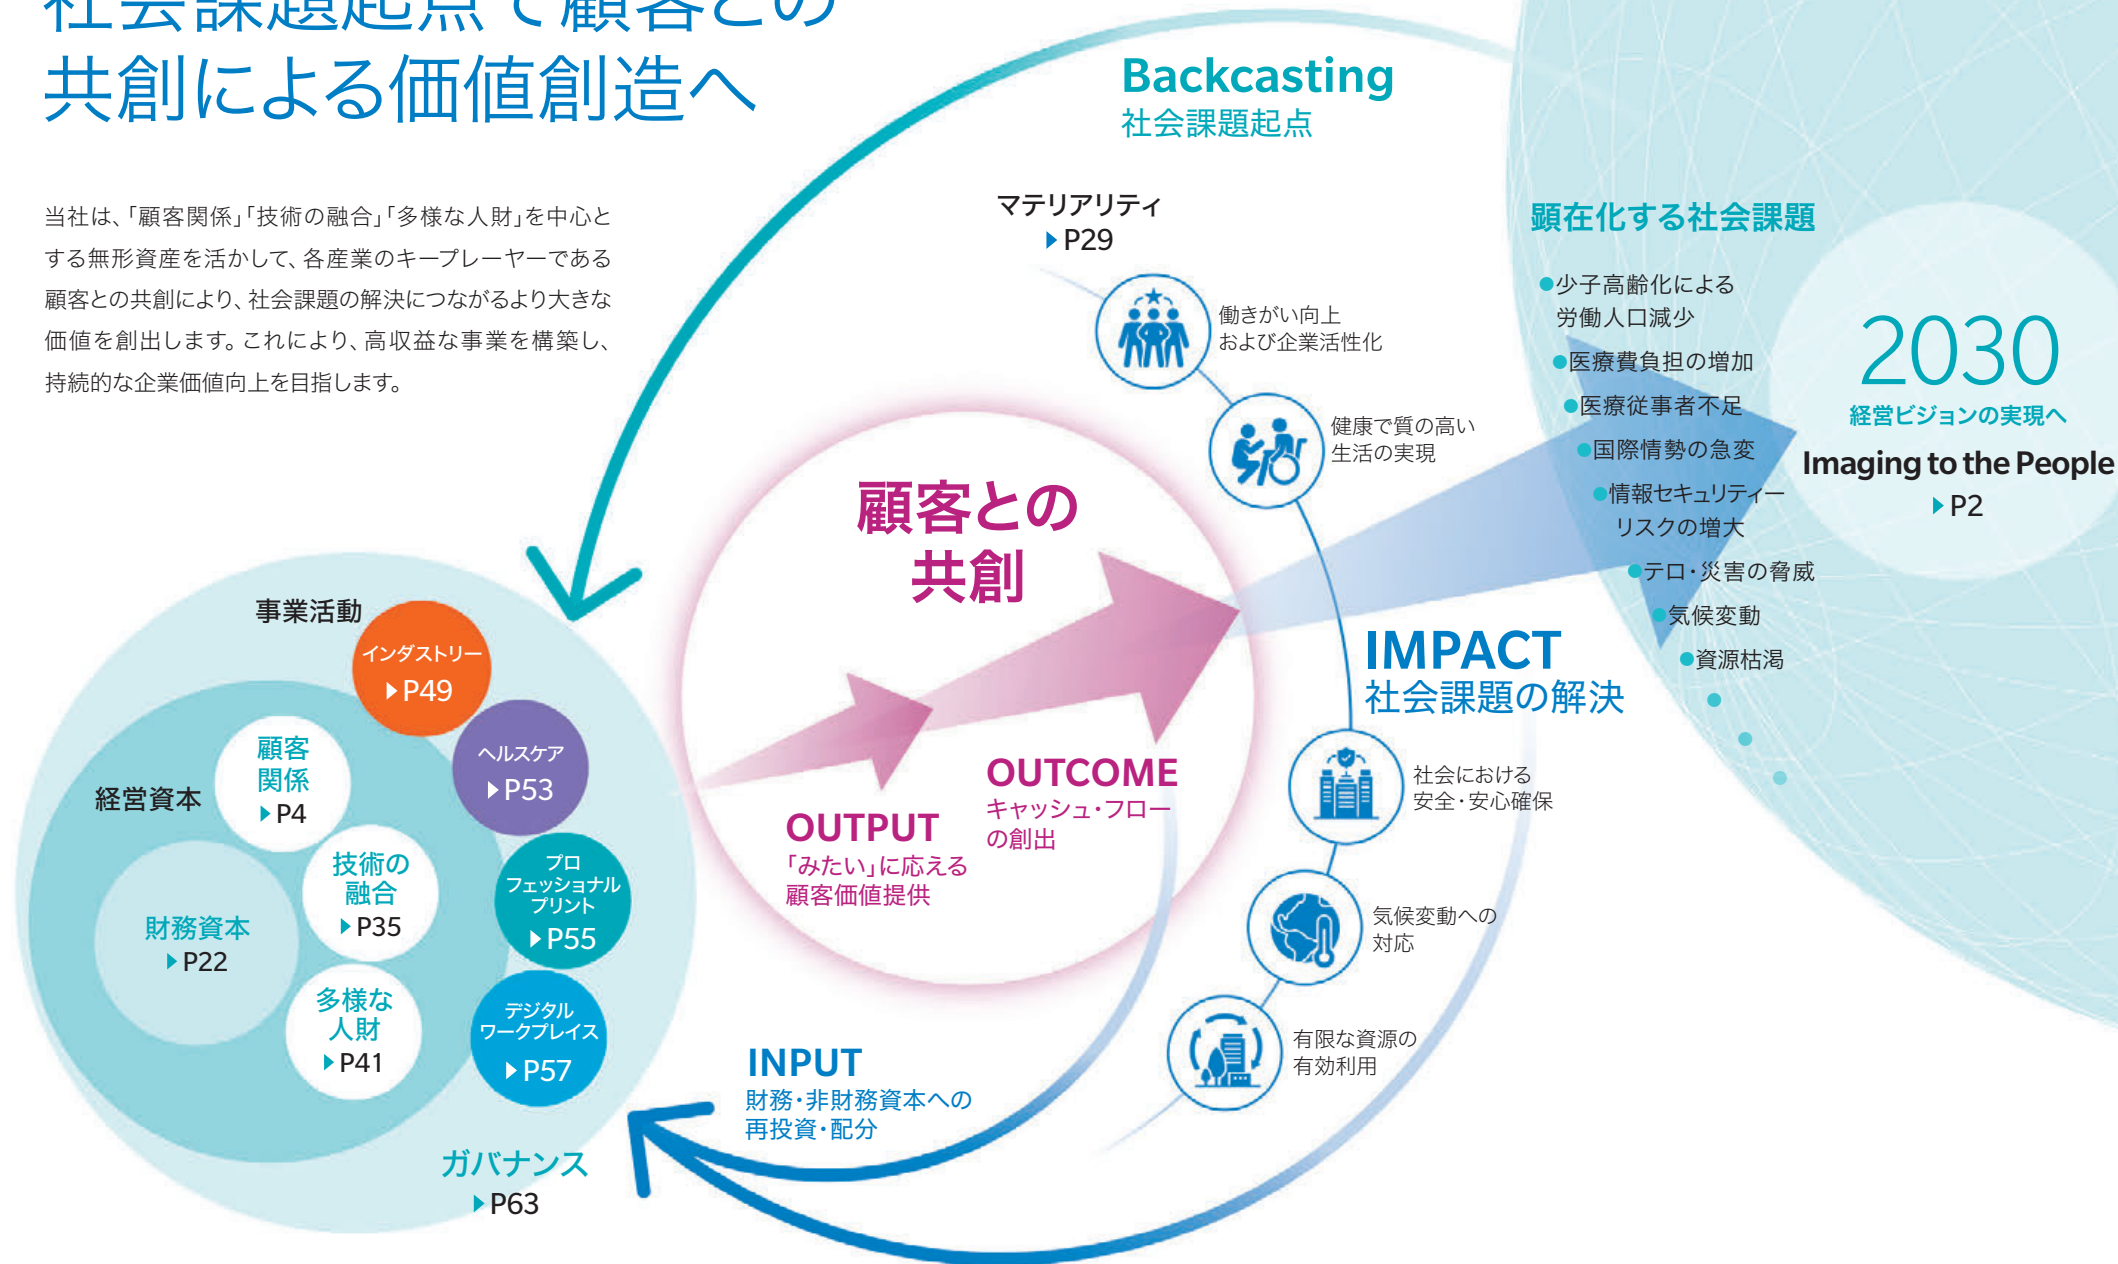 社会課題起点で顧客との
共創による価値創造へ
当社は、「顧客関係」「技術の融合」「多様な人財」を中心と
する無形資産を活かして、各産業のキープレーヤーである
顧客との共創により、社会課題の解決につながるより大きな
価値を創出します。これにより、高収益な事業を構築し、
持続的な企業価値向上を目指します。
Backcasting
社会課題起点
マテリアリティ
P29
働きがい向上
および企業活性化
健康で質の高い
生活の実現
社会における
安全・安心確保
気候変動への
対応
有限な資源の
有効利用
顕在化する社会課題
少子高齢化による
労働人口減少
医療費負担の増加
医療従事者不足
国際情勢の急変
情報セキュリティー
リスクの増大
テロ・災害の脅威
気候変動
資源枯渇
2030
経営ビジョンの実現へ
Imaging to the People
P2
顧客との
共創
IMPACT
社会課題の解決
OUTCOME
キャッシュ・フロー
の創出
OUTPUT
「みたい」に応える
顧客価値提供
INPUT
財務・非財務資本への
再投資・配分
事業活動
インダストリー
P49
ヘルスケア
P53
プロ
フェッショナル
プリント
P55
デジタル
ワークプレイス
P57
経営資本
顧客
関係
P4
技術の
融合
P35
財務資本
P22
多様な
人財
P41
ガバナンス
P63